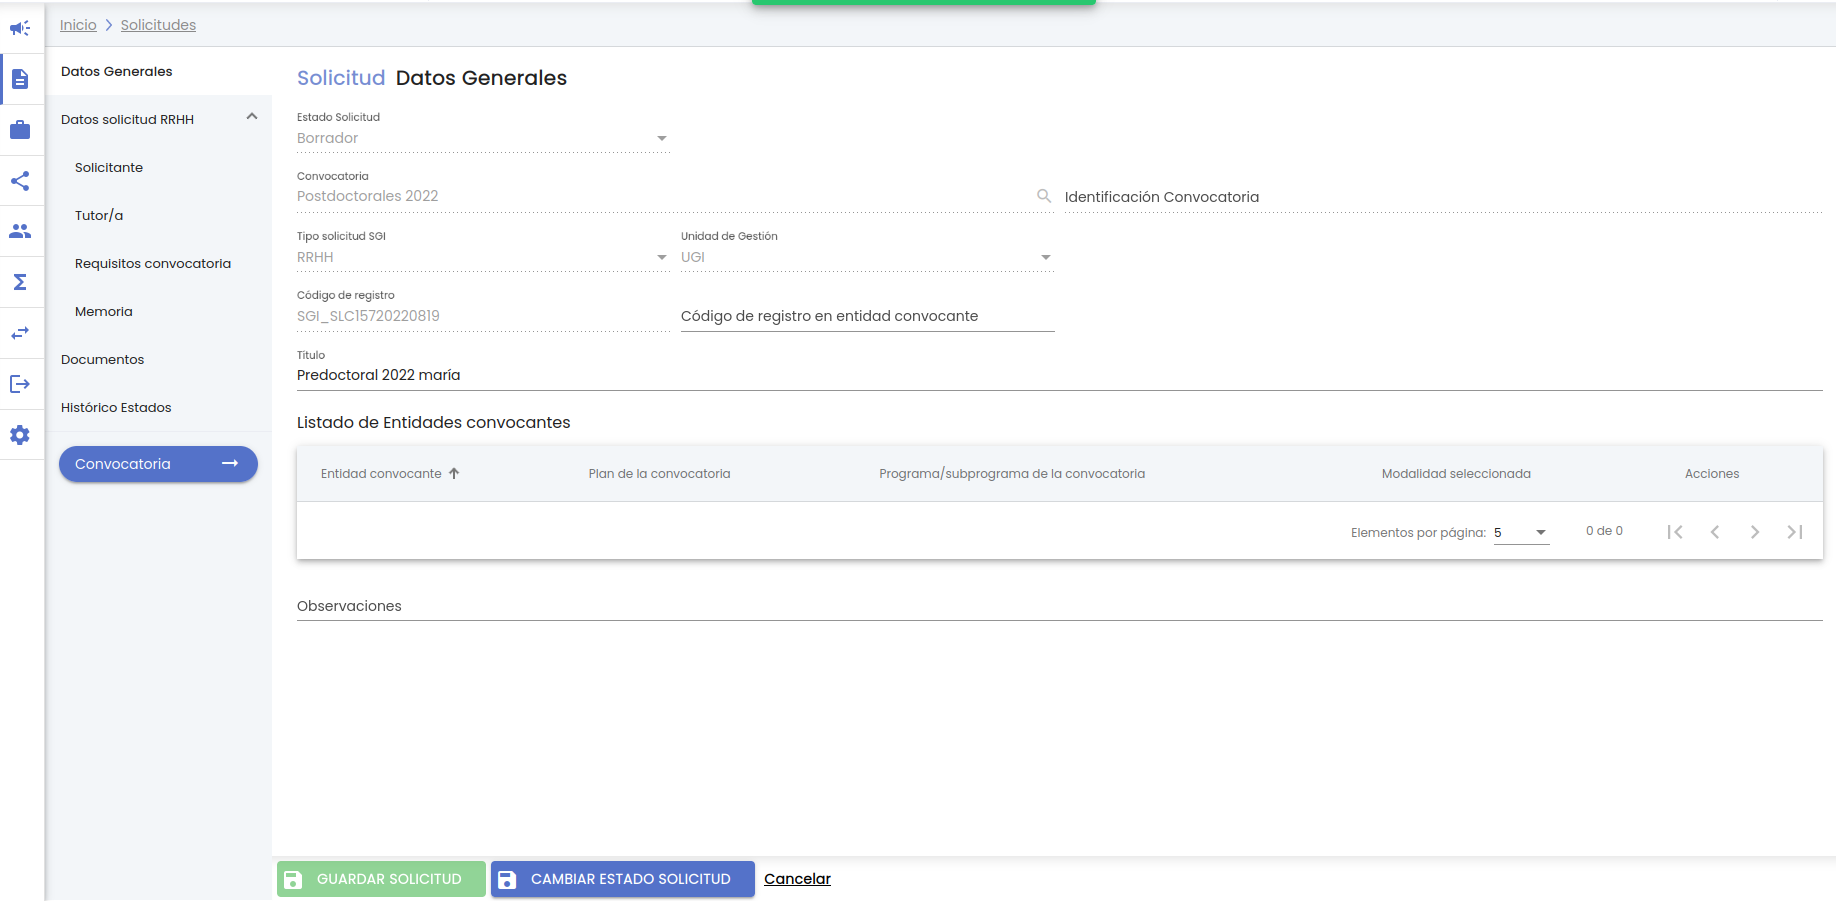 Inicio > Solicitudes
Datos Generales
Datos solicitud RRHH
Solicitante
Tutor/a
Requisitos convocatoria
Memoria
Documentos
Histórico Estados
Convocatoria
Solicitud Datos Generales
Estado Solicitud
Borrador
Convocatoria
Postdoctorales 2022
Identificación Convocatoria
Tipo solicitud SGI
RRHH
Unidad de Gestión
UGI
Código de registro
SGI_SLC15720220819
Código de registro en entidad convocante
Título
Predoctoral 2022 maría
Listado de Entidades convocantes
Entidad convocante Plan de la convocatoria Programa/subprograma de la convocatoria Modalidad seleccionada Acciones
Elementos por página: 5 0 de 0
Observaciones
GUARDAR SOLICITUD CAMBIAR ESTADO SOLICITUD Cancelar